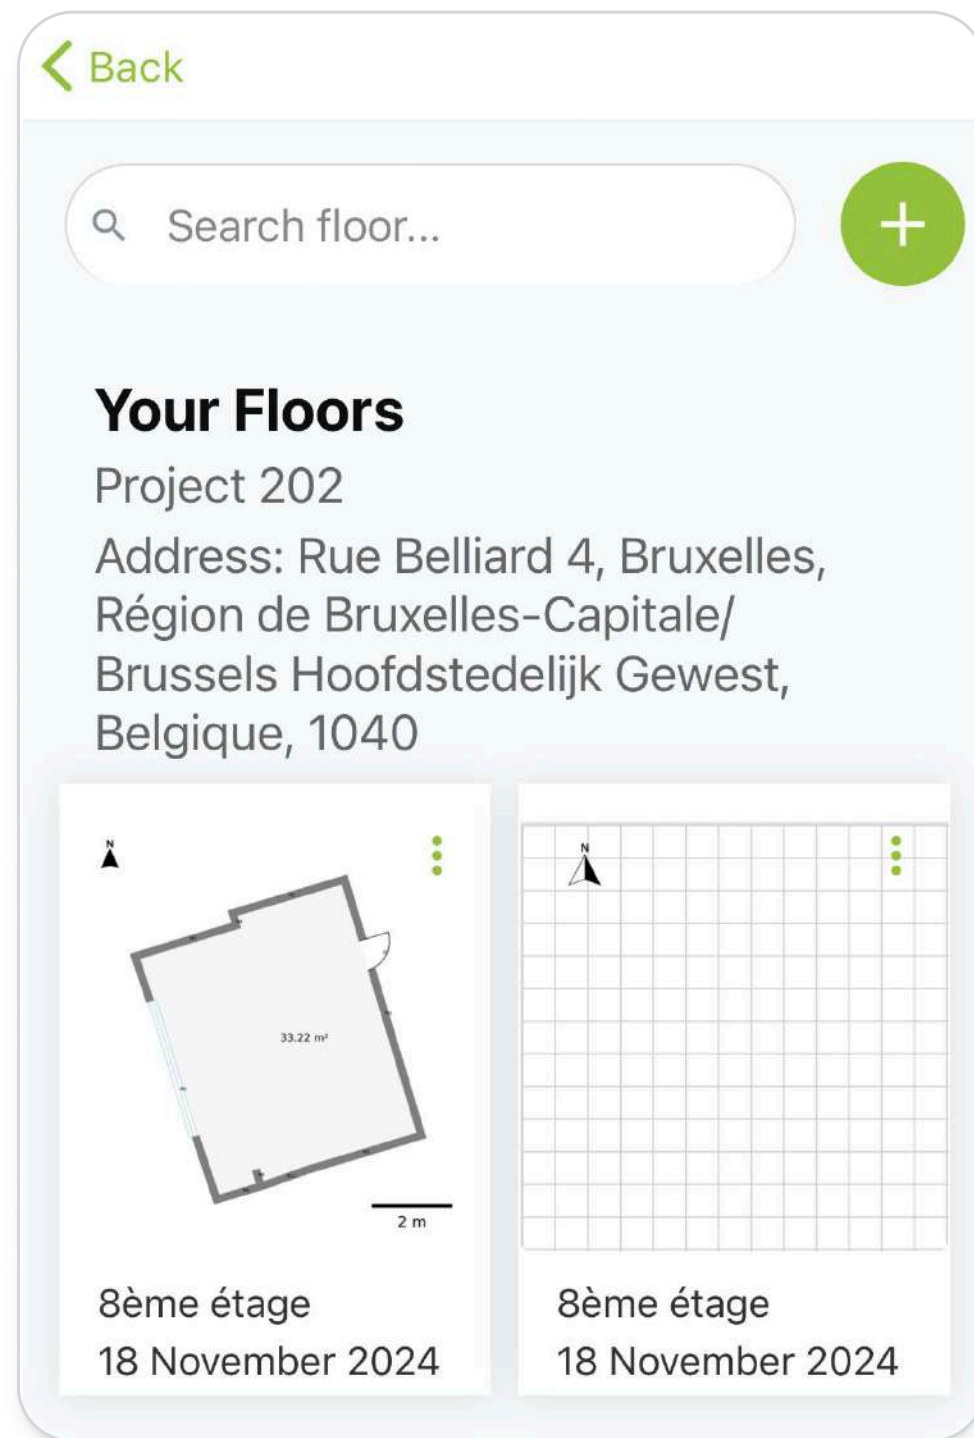 Back
Search floor...
Your Floors
Project 202
Address: Rue Belliard 4, Bruxelles,
Région de Bruxelles-Capitale/
Brussels Hoofdstedelijk Gewest,
Belgique, 1040
N
33.22 m²
2 m
8ème étage
18 November 2024
N
8ème étage
18 November 2024